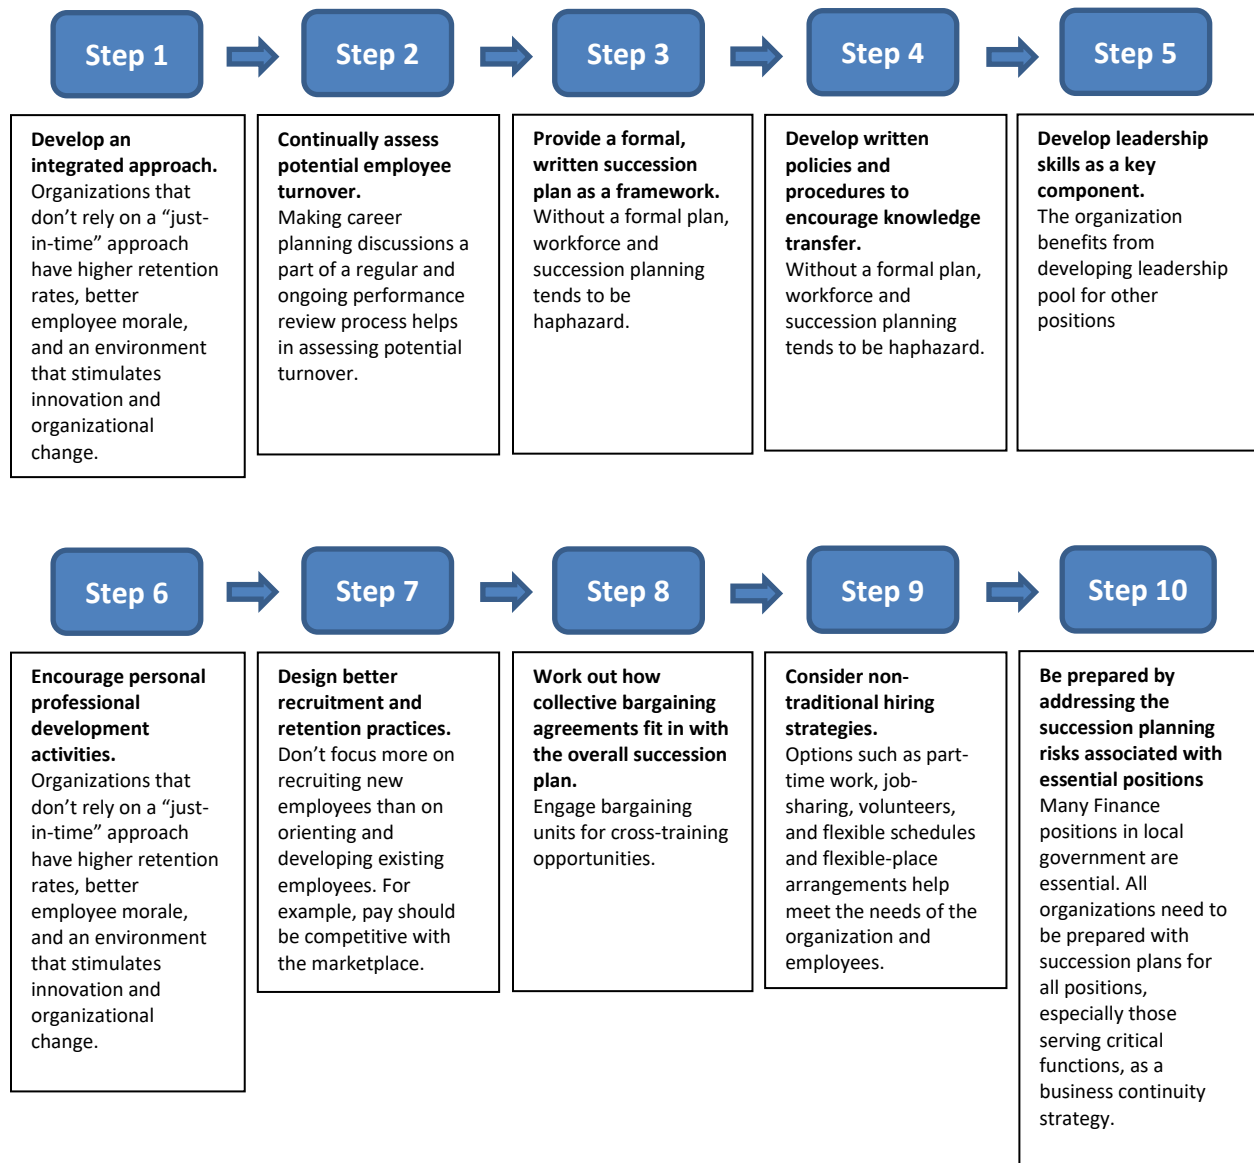 Step 1
Step 2
Step 3
Step 4
Step 5
Develop an
integrated approach.
Organizations that
don’t rely on a “just-
in-time” approach
have higher retention
rates, better
employee morale,
and an environment
that stimulates
innovation and
organizational
change.
Continually assess
potential employee
turnover.
Making career
planning discussions a
part of a regular and
ongoing performance
review process helps
in assessing potential
turnover.
Provide a formal,
written succession
plan as a framework.
Without a formal plan,
workforce and
succession planning
tends to be
haphazard.
Develop written
policies and
procedures to
encourage knowledge
transfer.
Without a formal plan,
workforce and
succession planning
tends to be haphazard.
Develop leadership
skills as a key
component.
The organization
benefits from
developing leadership
pool for other
positions
Step 6
Step 7
Step 8
Step 9
Step 10
Encourage personal
professional
development
activities.
Organizations that
don’t rely on a “just-
in-time” approach
have higher retention
rates, better
employee morale,
and an environment
that stimulates
innovation and
organizational
change.
Design better
recruitment and
retention practices.
Don’t focus more on
recruiting new
employees than on
orienting and
developing existing
employees. For
example, pay should
be competitive with
the marketplace.
Work out how
collective bargaining
agreements fit in with
the overall succession
plan.
Engage bargaining
units for cross-training
opportunities.
Consider non-
traditional hiring
strategies.
Options such as part-
time work, job-
sharing, volunteers,
and flexible schedules
and flexible-place
arrangements help
meet the needs of the
organization and
employees.
Be prepared by
addressing the
succession planning
risks associated with
essential positions
Many Finance
positions in local
government are
essential. All
organizations need to
be prepared with
succession plans for
all positions,
especially those
serving critical
functions, as a
business continuity
strategy.